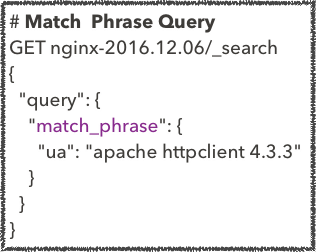 # Match  Phrase Query
GET nginx-2016.12.06/_search
{
  "query": {
    "match_phrase": {
      "ua": "apache httpclient 4.3.3"
    }
  }
}